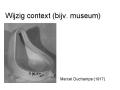 Wijzig context (bijv. museum)
Marcel Duchamps (1917)